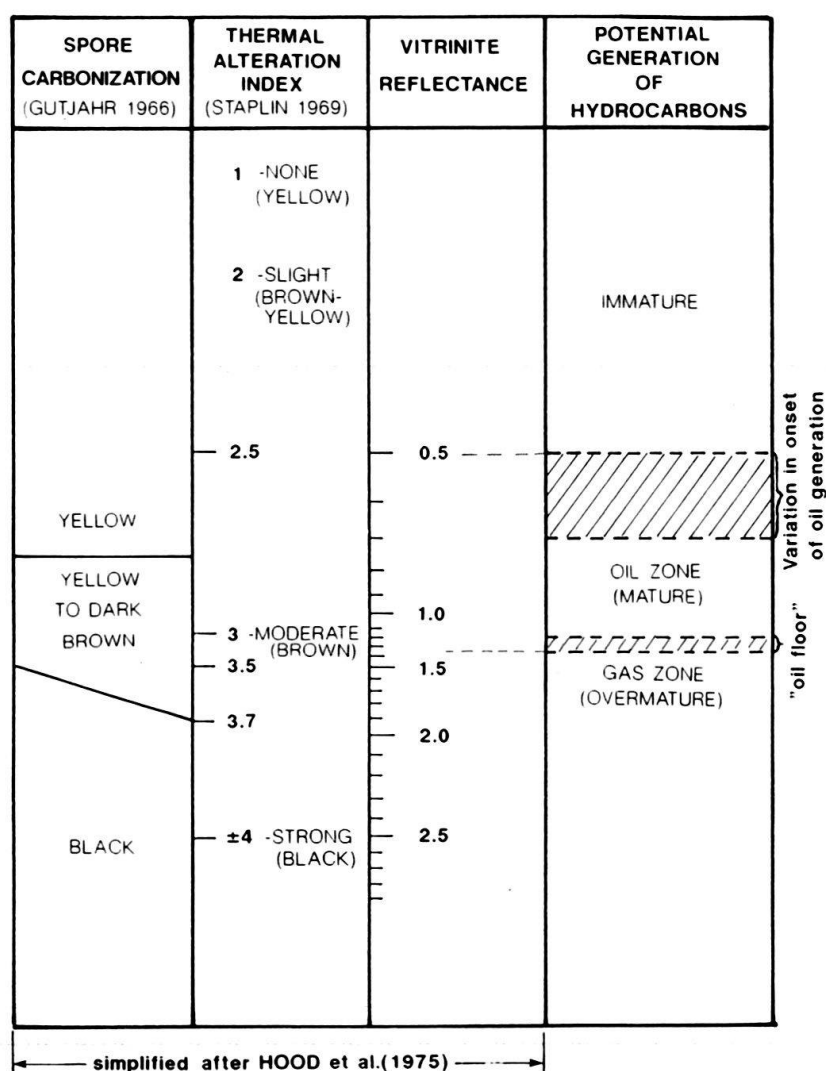 SPORE
CARBONIZATION
(GUTJAHR 1966)
THERMAL
ALTERATION
INDEX
(STAPLIN 1969)
VITRINITE
REFLECTANCE
POTENTIAL
GENERATION
OF
HYDROCARBONS
YELLOW
YELLOW
TO DARK
BROWN
BLACK
1 -NONE
(YELLOW)
2 -SLIGHT
(BROWN-
YELLOW)
2.5
3 -MODERATE
(BROWN)
3.5
3.7
±4 -STRONG
(BLACK)
0.5
1.0
1.5
2.0
2.5
IMMATURE
OIL ZONE
(MATURE)
GAS ZONE
(OVERMATURE)
Variation in onset
of oil generation
"oil floor"
simplified after HOOD et al.(1975)